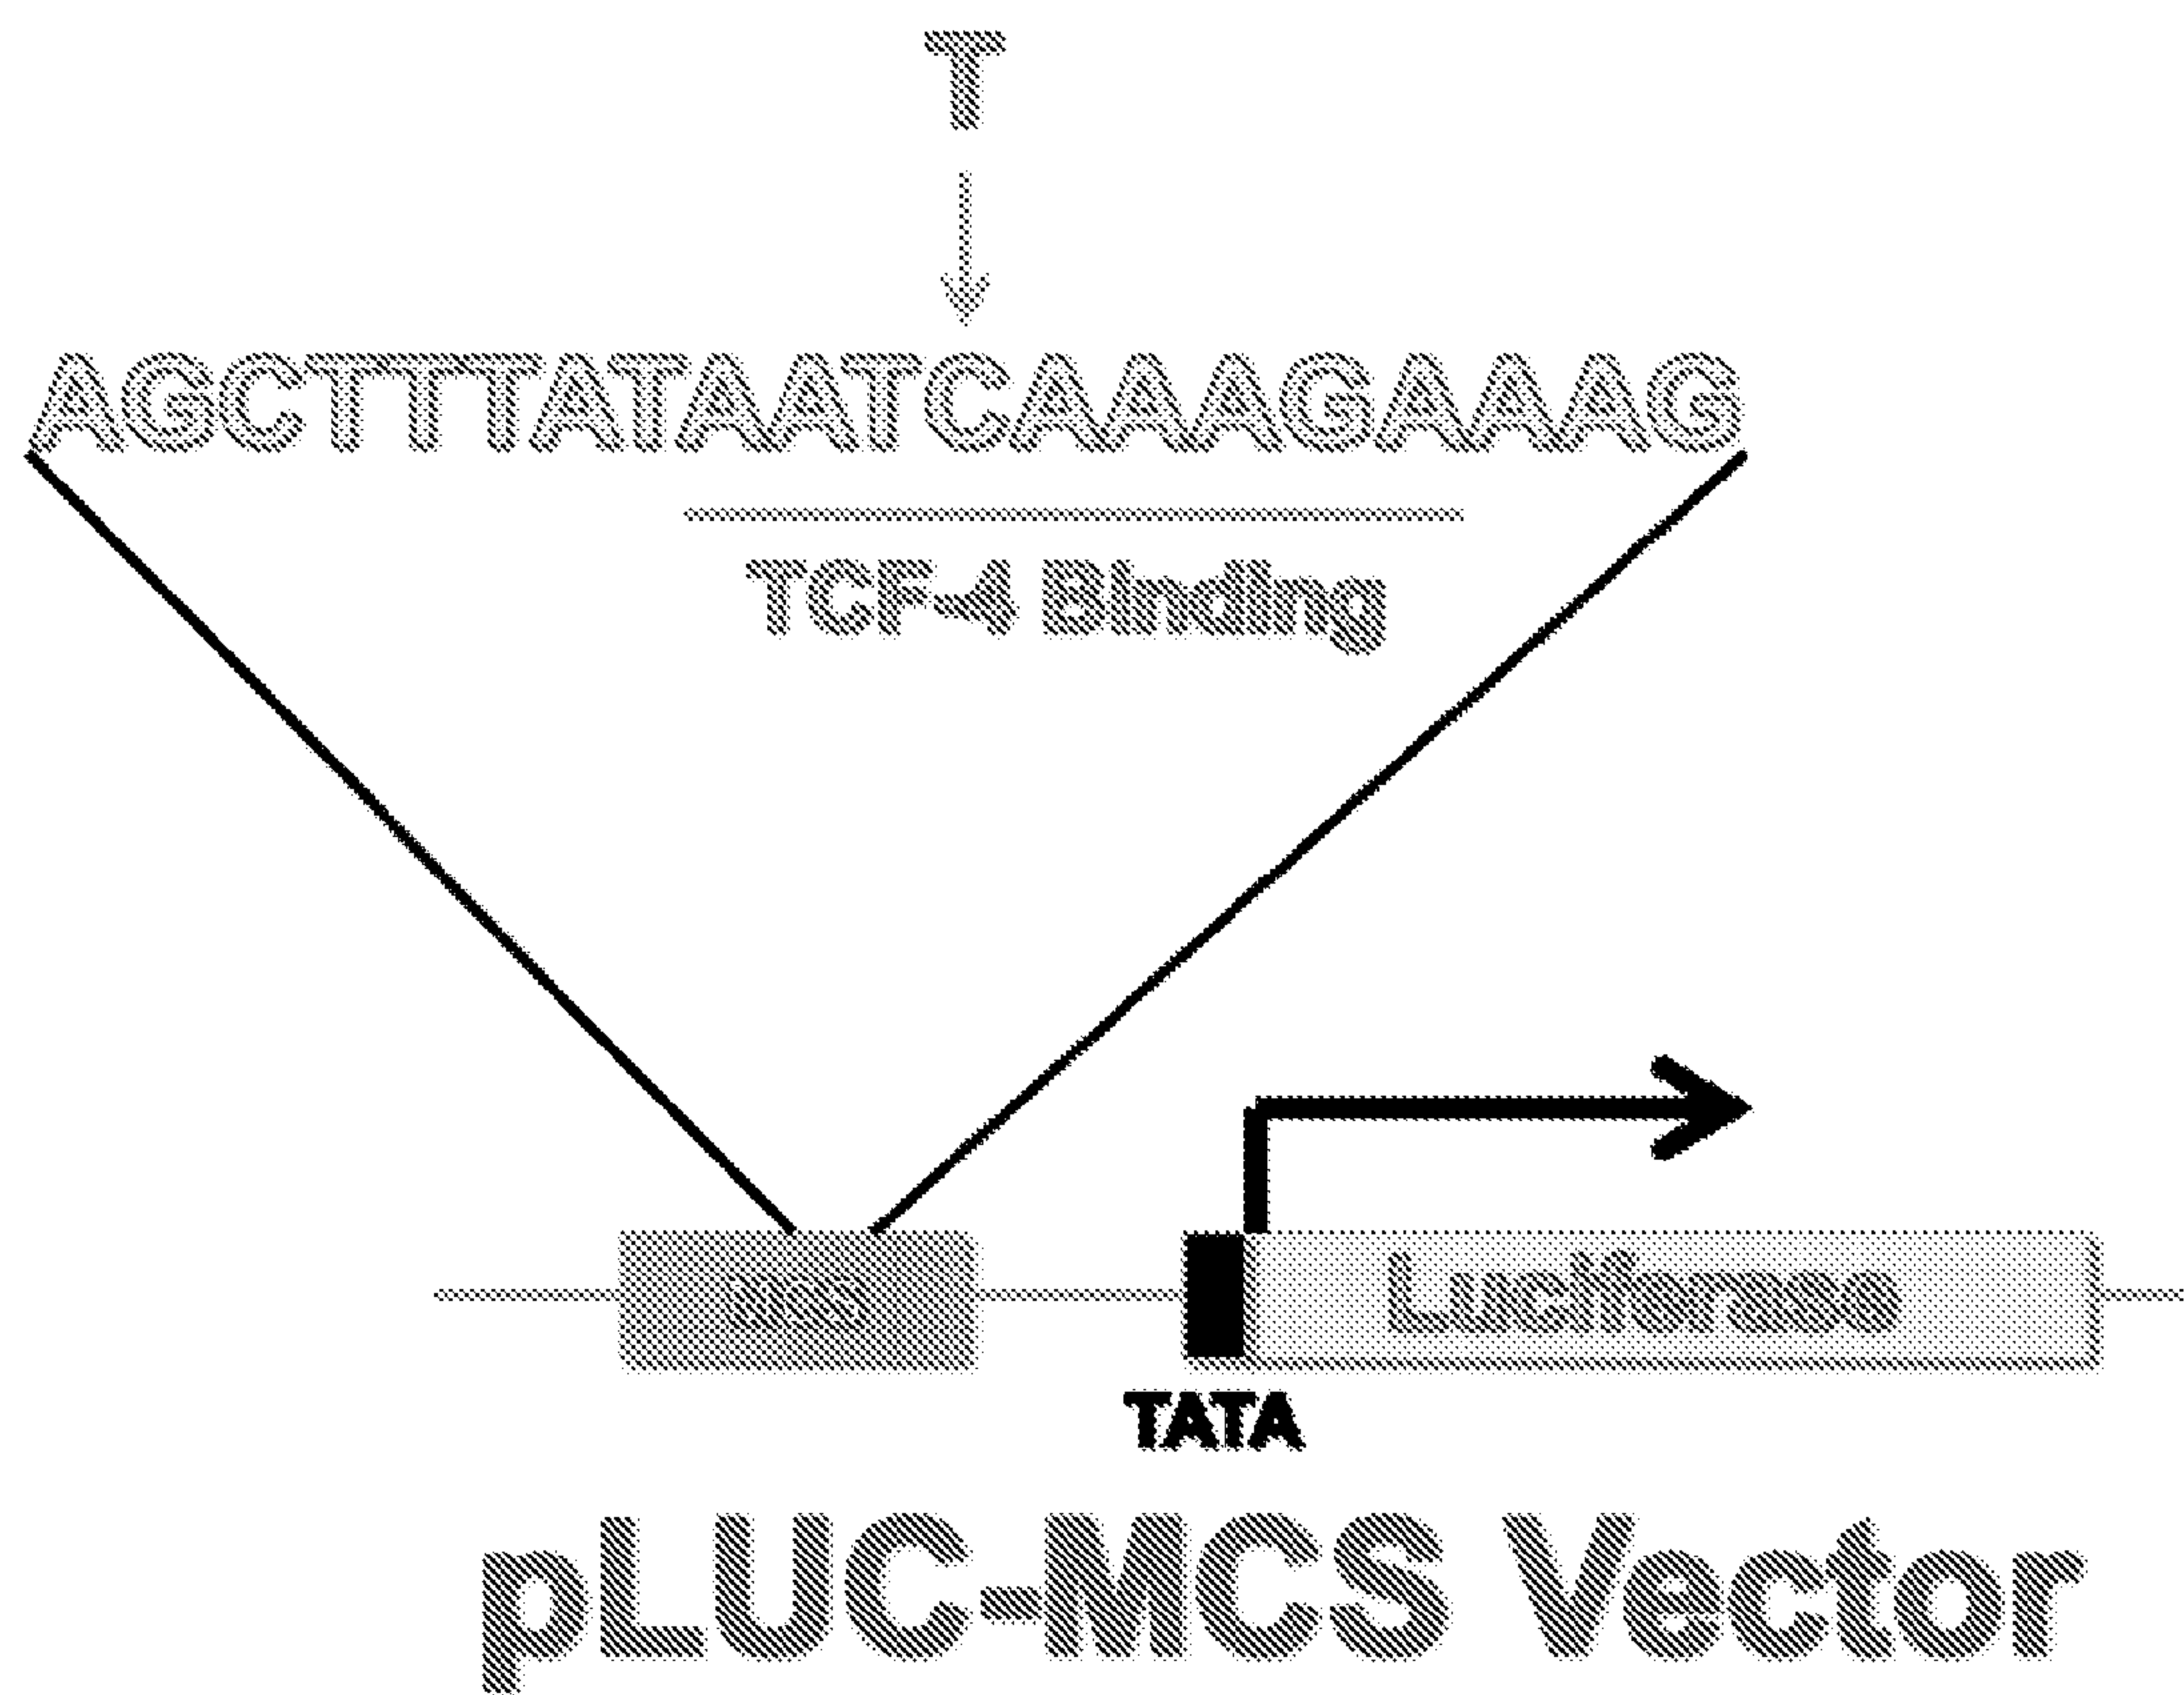 T
AGCTTTATAATCAAAGAAAG
TCF-4 Binding
Luciferase
TATA
pLUC-MCS Vector